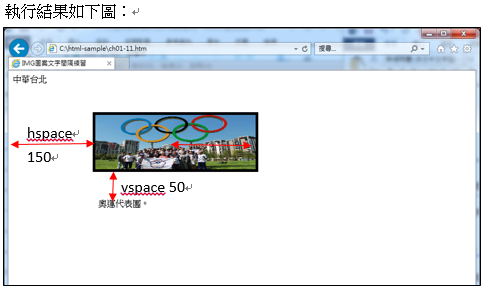 執行結果如下圖：
C:\html-sample\ch01-11.htm
搜尋...
IMG圖案文字間隔練習
中華台北
hspace
150
vspace 50
奧運代表團。